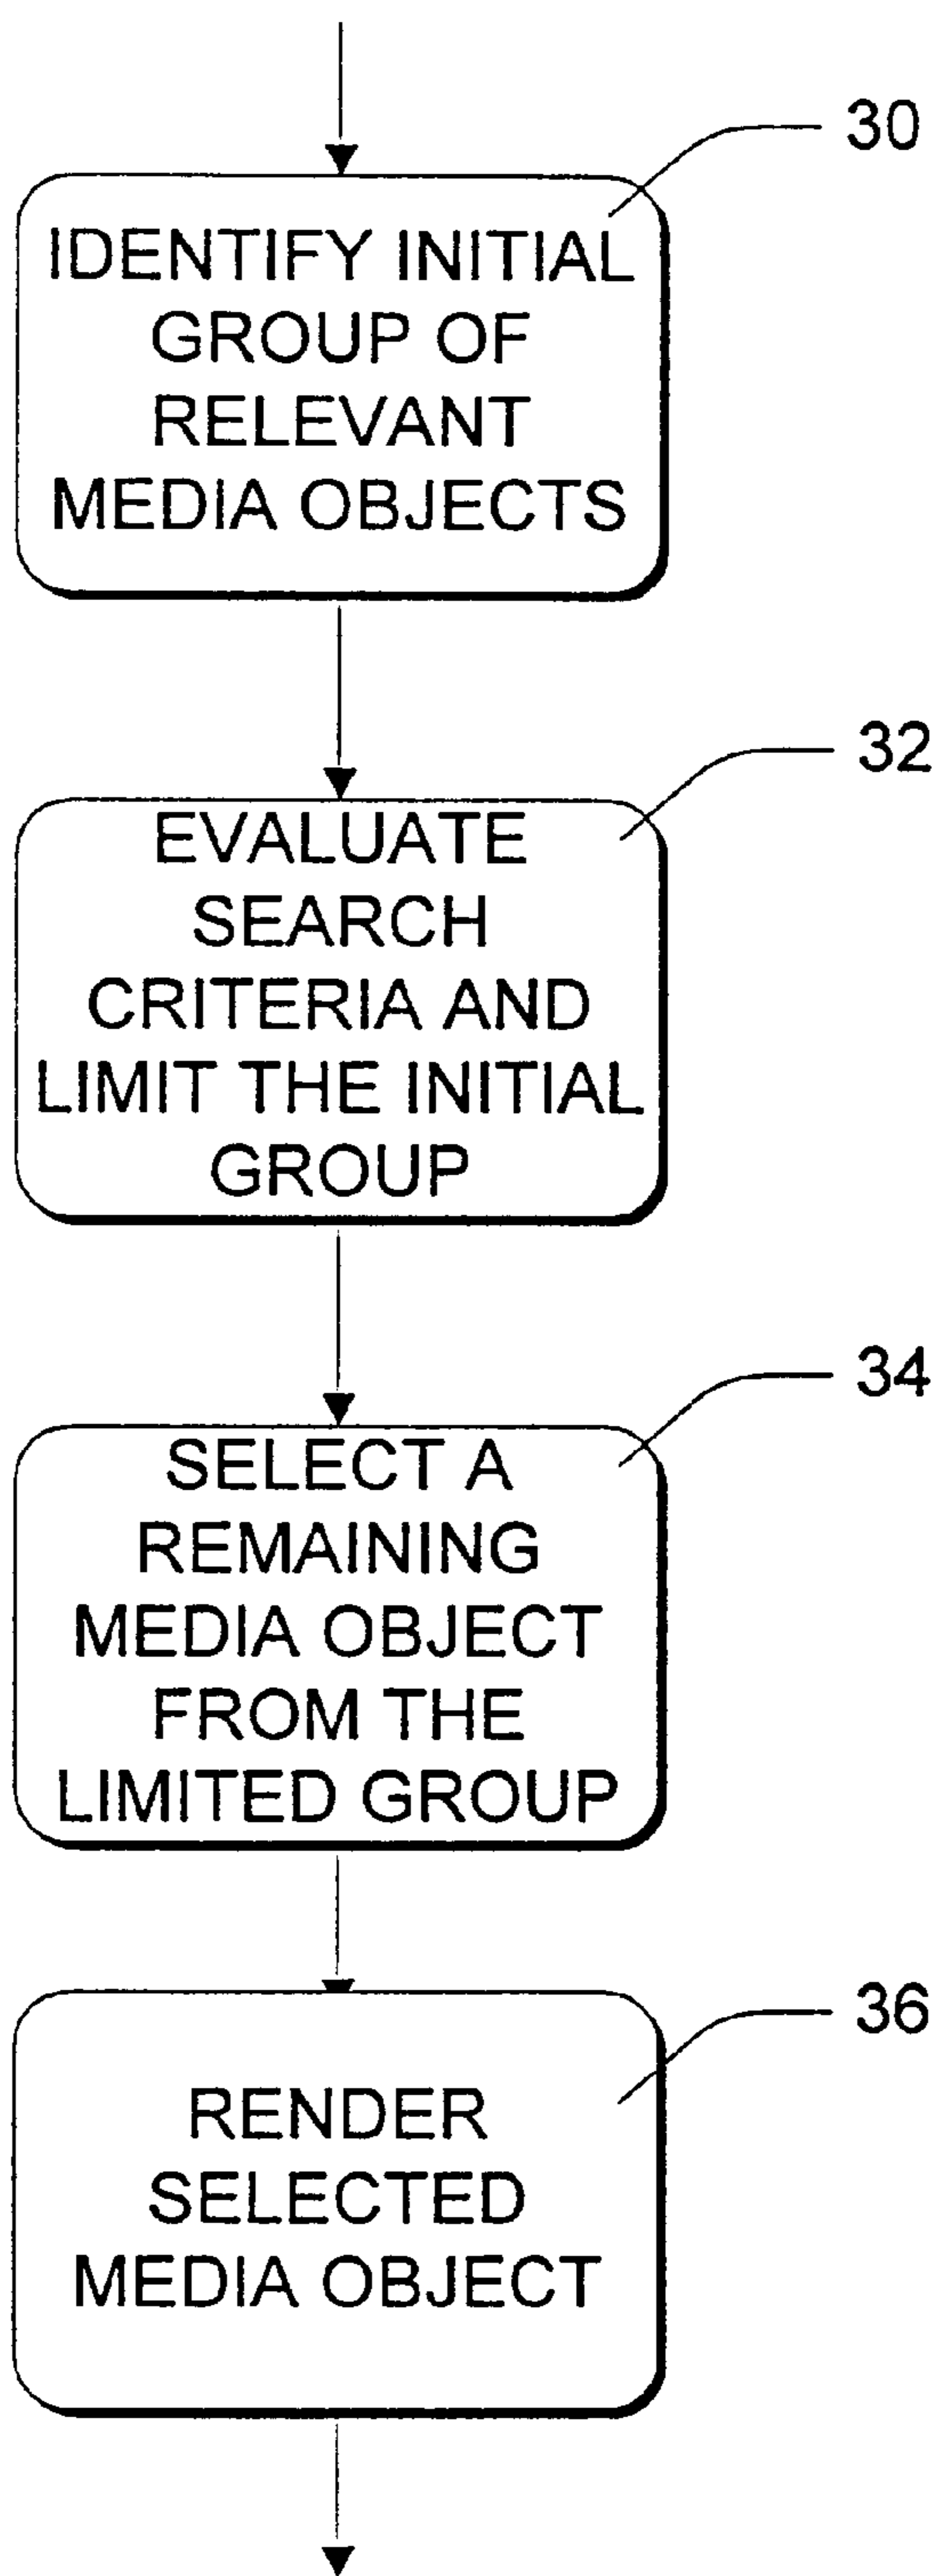 30
IDENTIFY INITIAL
GROUP OF
RELEVANT
MEDIA OBJECTS
32
EVALUATE
SEARCH
CRITERIA AND
LIMIT THE INITIAL
GROUP
34
SELECT A
REMAINING
MEDIA OBJECT
FROM THE
LIMITED GROUP
36
RENDER
SELECTED
MEDIA OBJECT